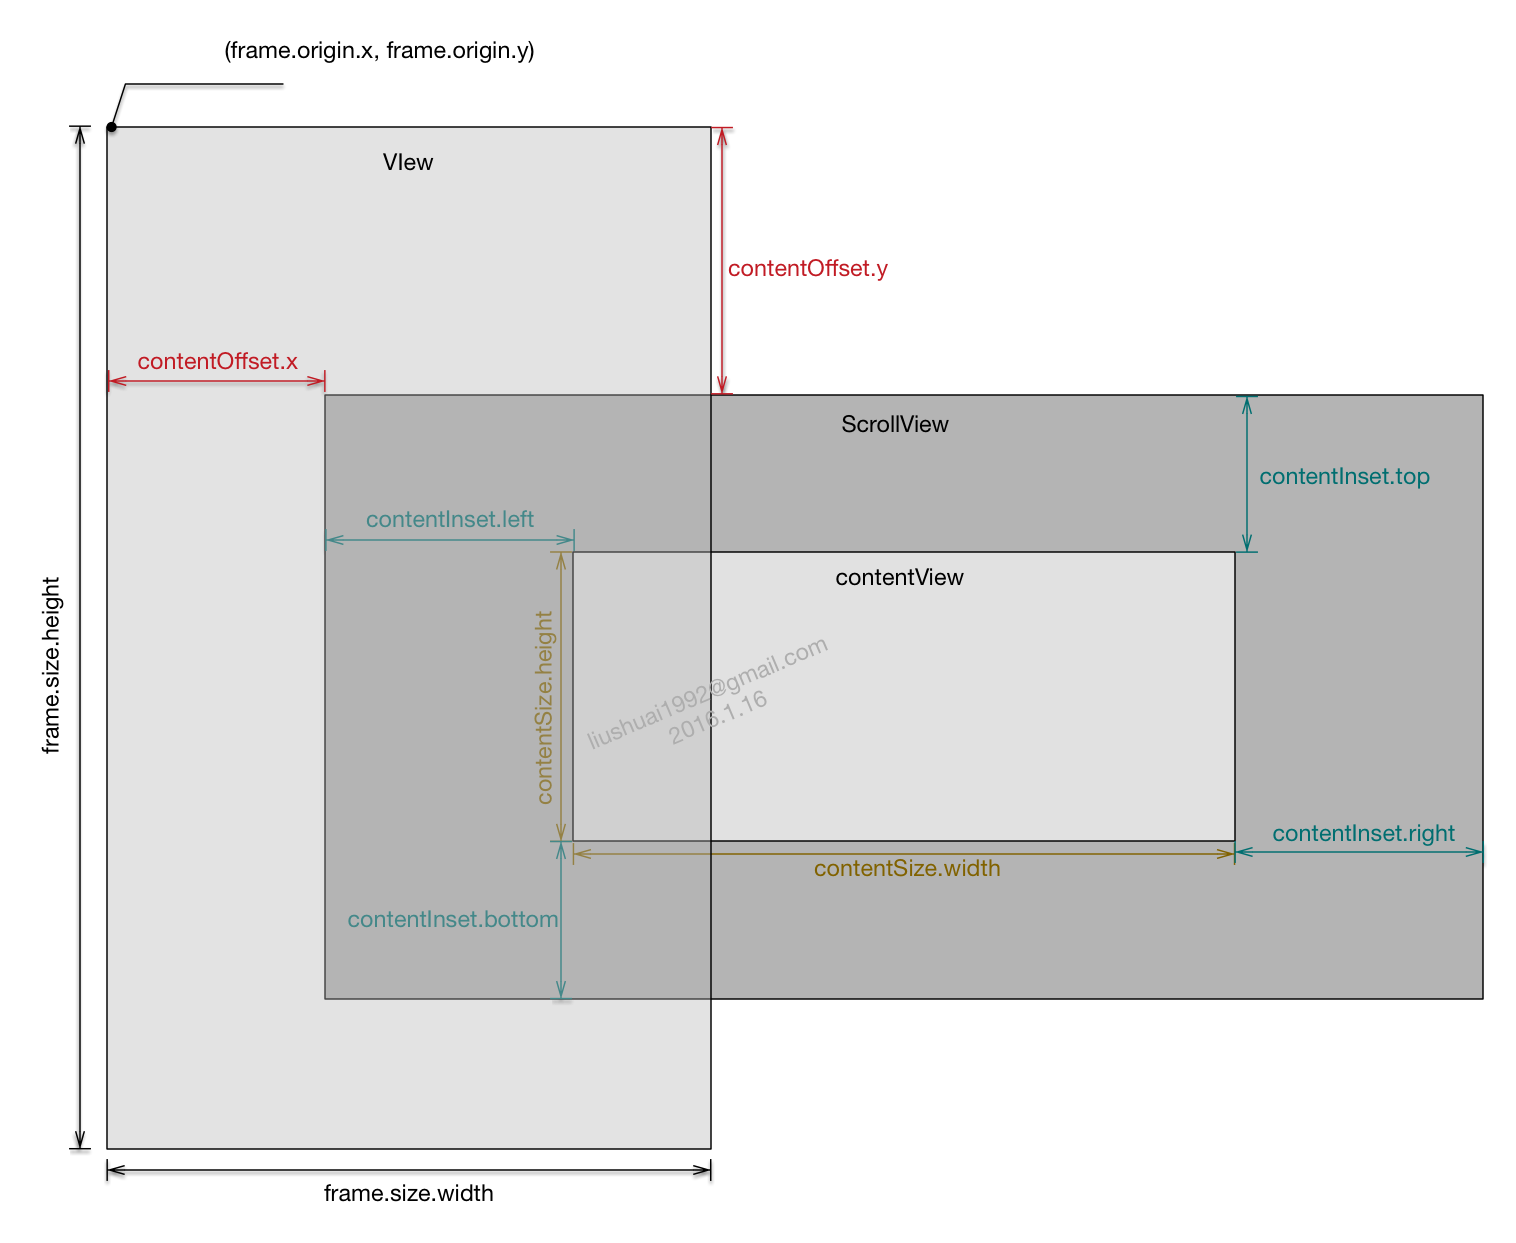 (frame.origin.x, frame.origin.y)
VIew
contentOffset.y
contentOffset.x
ScrollView
contentInset.top
contentInset.left
contentView
frame.size.height
contentSize.height
liushuai1992@gmail.com
2016.1.16
contentInset.right
contentSize.width
contentInset.bottom
frame.size.width